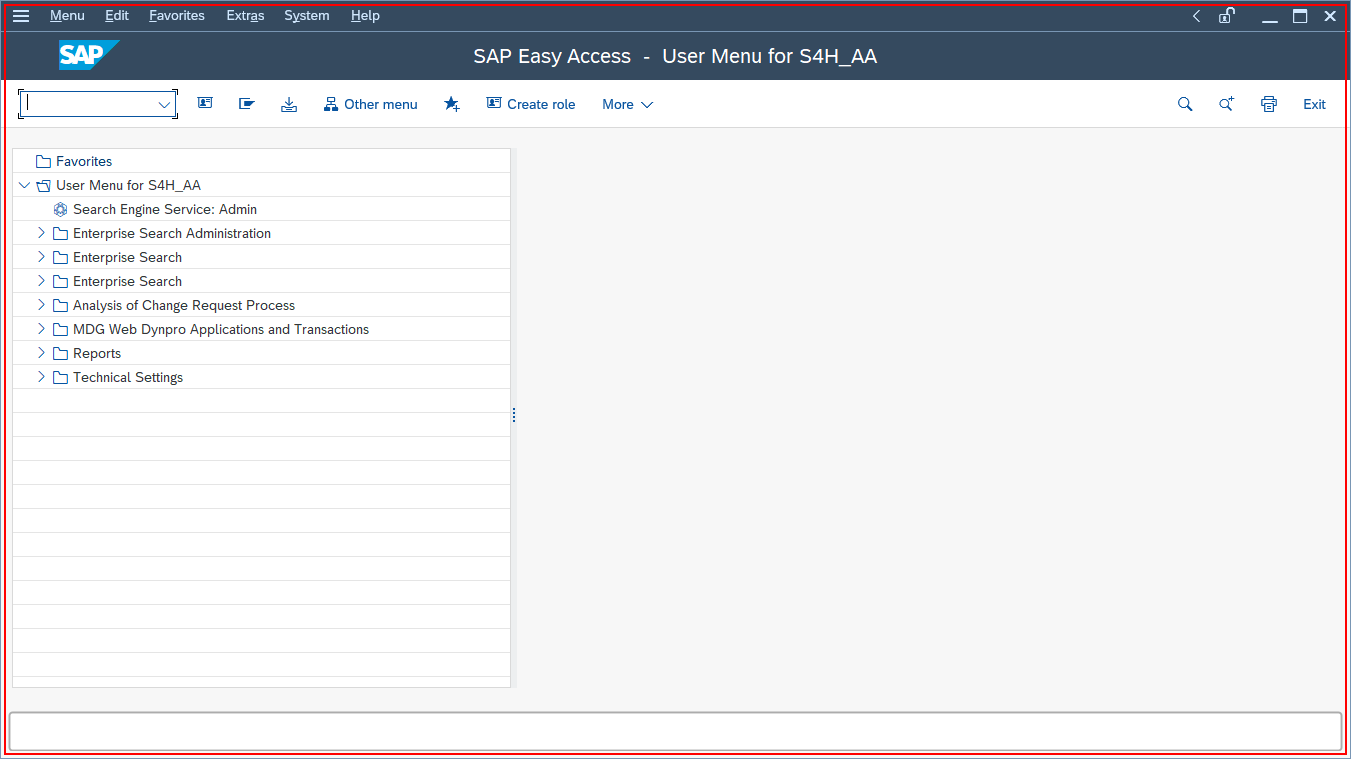 Menu Edit Favorites Extras System Help
SAP SAP Easy Access - User Menu for S4H_AA
Other menu Create role More Exit
Favorites
User Menu for S4H_AA
Search Engine Service: Admin
Enterprise Search Administration
Enterprise Search
Enterprise Search
Analysis of Change Request Process
MDG Web Dynpro Applications and Transactions
Reports
Technical Settings